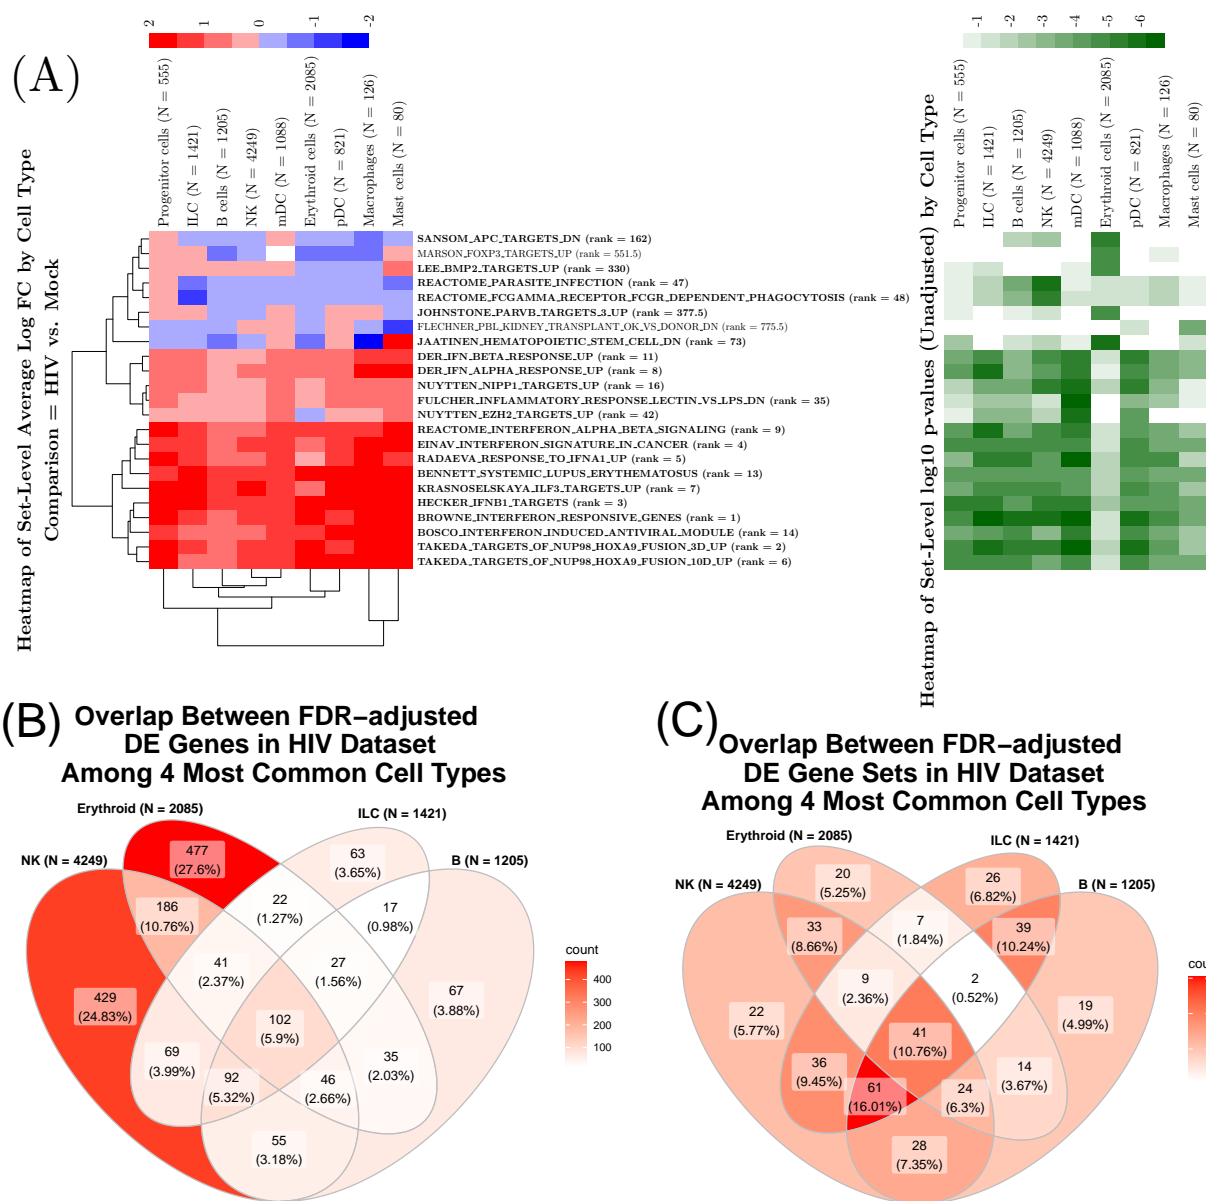 (A)
Heatmap of Set-Level Average Log FC by Cell Type
Comparison = HIV vs. Mock
2 1 0 -1 -2
Progenitor cells (N = 555)
ILC (N = 1421)
B cells (N = 1205)
NK (N = 4249)
mDC (N = 1088)
Erythroid cells (N = 2085)
pDC (N = 821)
Macrophages (N = 126)
Mast cells (N = 80)
SANSOM_APC_TARGETS_DN (rank = 162)
MARSON_FOXP3_TARGETS_UP (rank = 551.5)
LEE_BMP2_TARGETS_UP (rank = 330)
REACTOME_PARASITE_INFECTION (rank = 47)
REACTOME_FCGAMMA_RECEPTOR_FCGR_DEPENDENT_PHAGOCYTOSIS (rank = 48)
JOHNSTONE_PARVB_TARGETS_3_UP (rank = 377.5)
FLECHNER_PBL_KIDNEY_TRANSPLANT_OK_VS_DONOR_DN (rank = 775.5)
JAATINEN_HEMATOPOIETIC_STEM_CELL_DN (rank = 73)
DER_IFN_BETA_RESPONSE_UP (rank = 11)
DER_IFN_ALPHA_RESPONSE_UP (rank = 8)
NUYTTEN_NIPP1_TARGETS_UP (rank = 16)
FULCHER_INFLAMMATORY_RESPONSE_LECTIN_VS_LPS_DN (rank = 35)
NUYTTEN_EZH2_TARGETS_UP (rank = 42)
REACTOME_INTERFERON_ALPHA_BETA_SIGNALING (rank = 9)
EINAV_INTERFERON_SIGNATURE_IN_CANCER (rank = 4)
RADAEVA_RESPONSE_TO_IFNA1_UP (rank = 5)
BENNETT_SYSTEMIC_LUPUS_ERYTHEMATOSUS (rank = 13)
KRASNOSELSKAYA_ILF3_TARGETS_UP (rank = 7)
HECKER_IFNB1_TARGETS (rank = 3)
BROWNE_INTERFERON_RESPONSIVE_GENES (rank = 1)
BOSCO_INTERFERON_INDUCED_ANTIVIRAL_MODULE (rank = 14)
TAKEDA_TARGETS_OF_NUP98_HOXA9_FUSION_3D_UP (rank = 2)
TAKEDA_TARGETS_OF_NUP98_HOXA9_FUSION_10D_UP (rank = 6)
Heatmap of Set-Level log10 p-values (Unadjusted) by Cell Type
-1 -2 -3 -4 -5 -6
Progenitor cells (N = 555)
ILC (N = 1421)
B cells (N = 1205)
NK (N = 4249)
mDC (N = 1088)
Erythroid cells (N = 2085)
pDC (N = 821)
Macrophages (N = 126)
Mast cells (N = 80)
(B)
Overlap Between FDR−adjusted
DE Genes in HIV Dataset
Among 4 Most Common Cell Types
Erythroid (N = 2085)
ILC (N = 1421)
NK (N = 4249)
B (N = 1205)
477
(27.6%)
63
(3.65%)
186
(10.76%)
22
(1.27%)
17
(0.98%)
41
(2.37%)
27
(1.56%)
429
(24.83%)
67
(3.88%)
102
(5.9%)
69
(3.99%)
35
(2.03%)
92
(5.32%)
46
(2.66%)
55
(3.18%)
count
400
300
200
100
(C)
Overlap Between FDR−adjusted
DE Gene Sets in HIV Dataset
Among 4 Most Common Cell Types
Erythroid (N = 2085)
ILC (N = 1421)
NK (N = 4249)
B (N = 1205)
20
(5.25%)
26
(6.82%)
33
(8.66%)
7
(1.84%)
39
(10.24%)
9
(2.36%)
2
(0.52%)
22
(5.77%)
19
(4.99%)
41
(10.76%)
36
(9.45%)
14
(3.67%)
61
(16.01%)
24
(6.3%)
28
(7.35%)